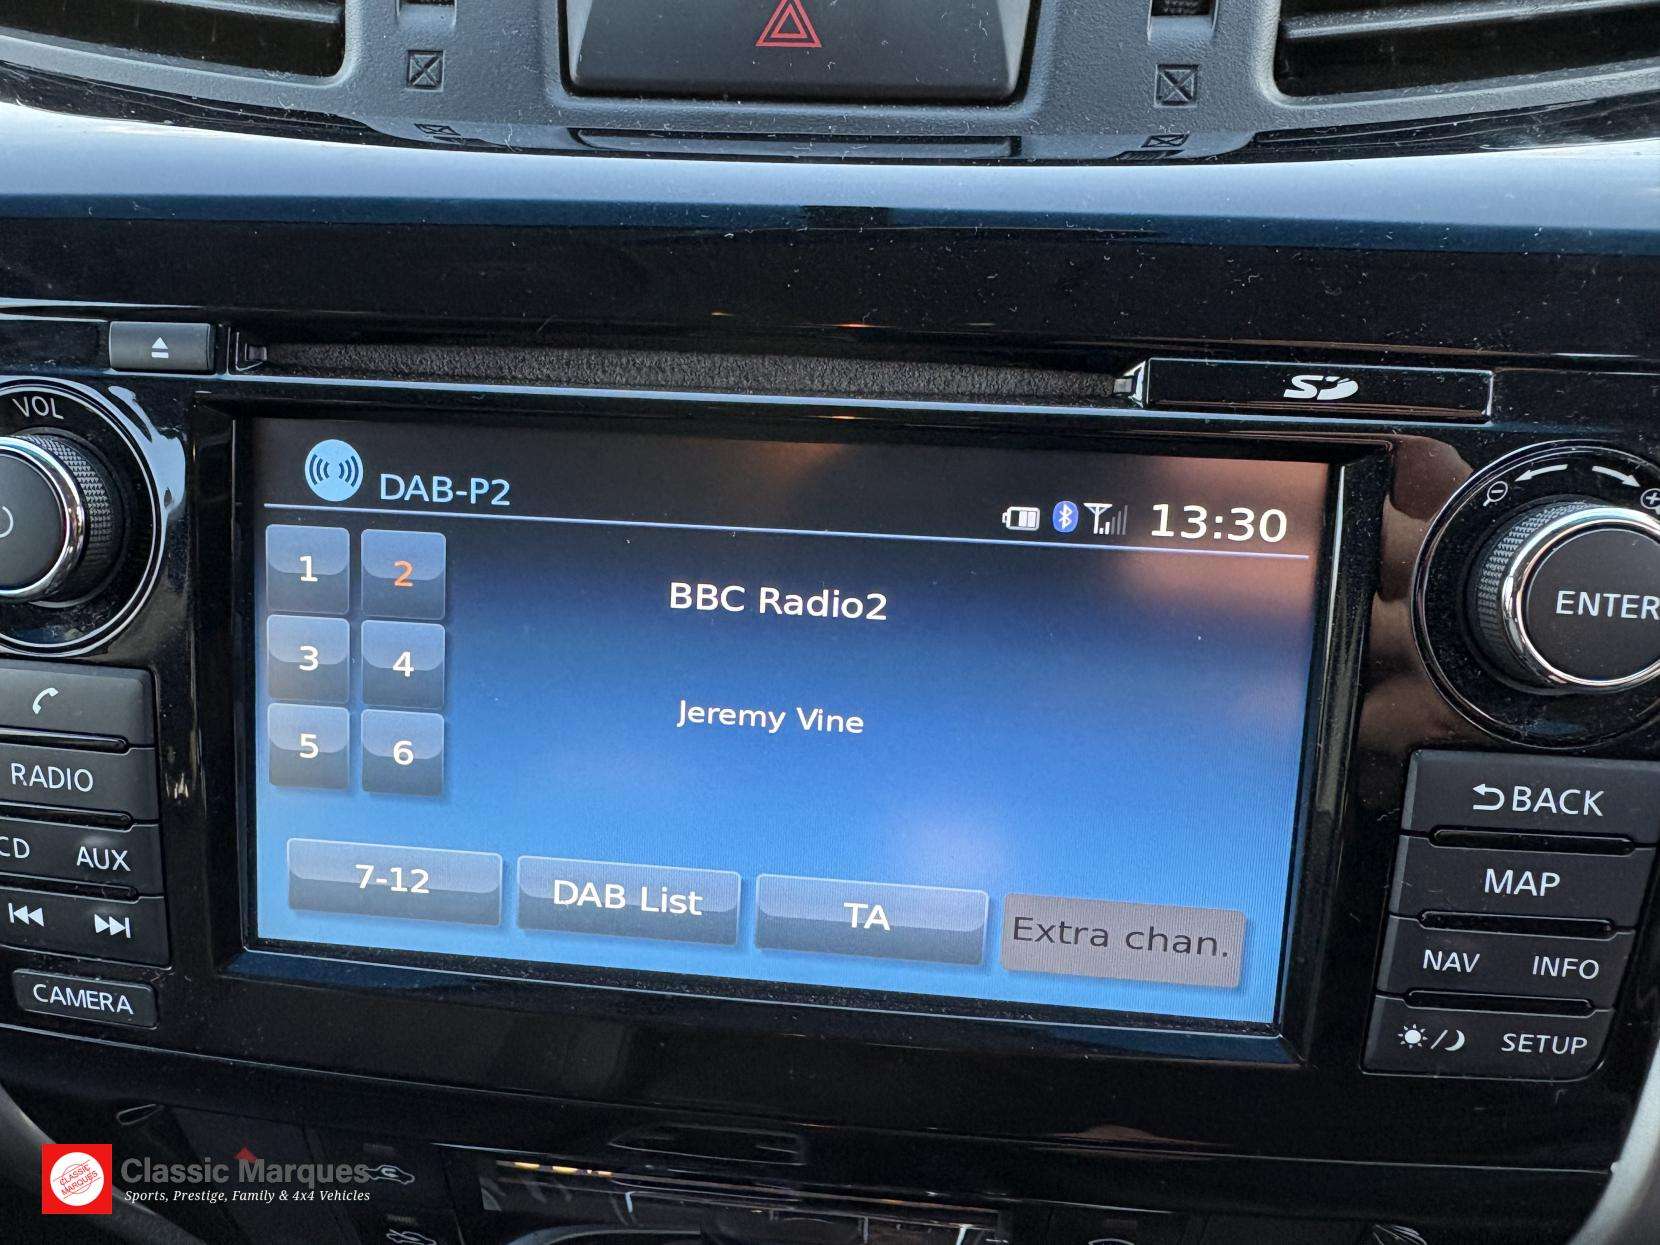 SD
VOL
DAB-P2
13:30
1 2
BBC Radio2
ENTER
3 4
Jeremy Vine
5 6
RADIO
BACK
CD AUX
7-12 DAB List TA Extra chan.
MAP
NAV INFO
CAMERA
SETUP
CLASSIC MARQUES
Classic Marques
Sports, Prestige, Family & 4x4 Vehicles